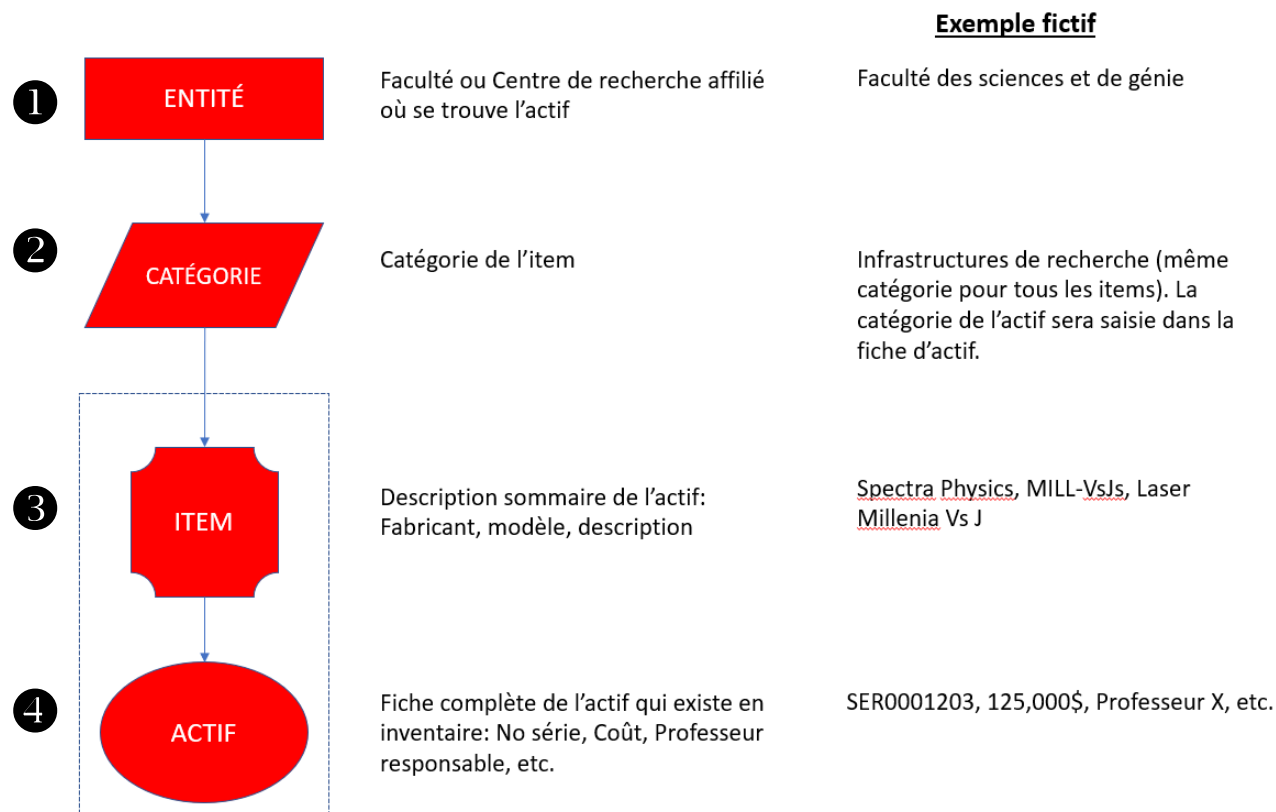 Exemple fictif
❶
ENTITÉ
Faculté ou Centre de recherche affilié
où se trouve l’actif
Faculté des sciences et de génie
❷
CATÉGORIE
Catégorie de l’item
Infrastructures de recherche (même
catégorie pour tous les items). La
catégorie de l’actif sera saisie dans la
fiche d’actif.
❸
ITEM
Description sommaire de l’actif:
Fabricant, modèle, description
Spectra Physics, MILL-VsJs, Laser
Millenia Vs J
❹
ACTIF
Fiche complète de l’actif qui existe en
inventaire: No série, Coût, Professeur
responsable, etc.
SER0001203, 125,000$, Professeur X, etc.